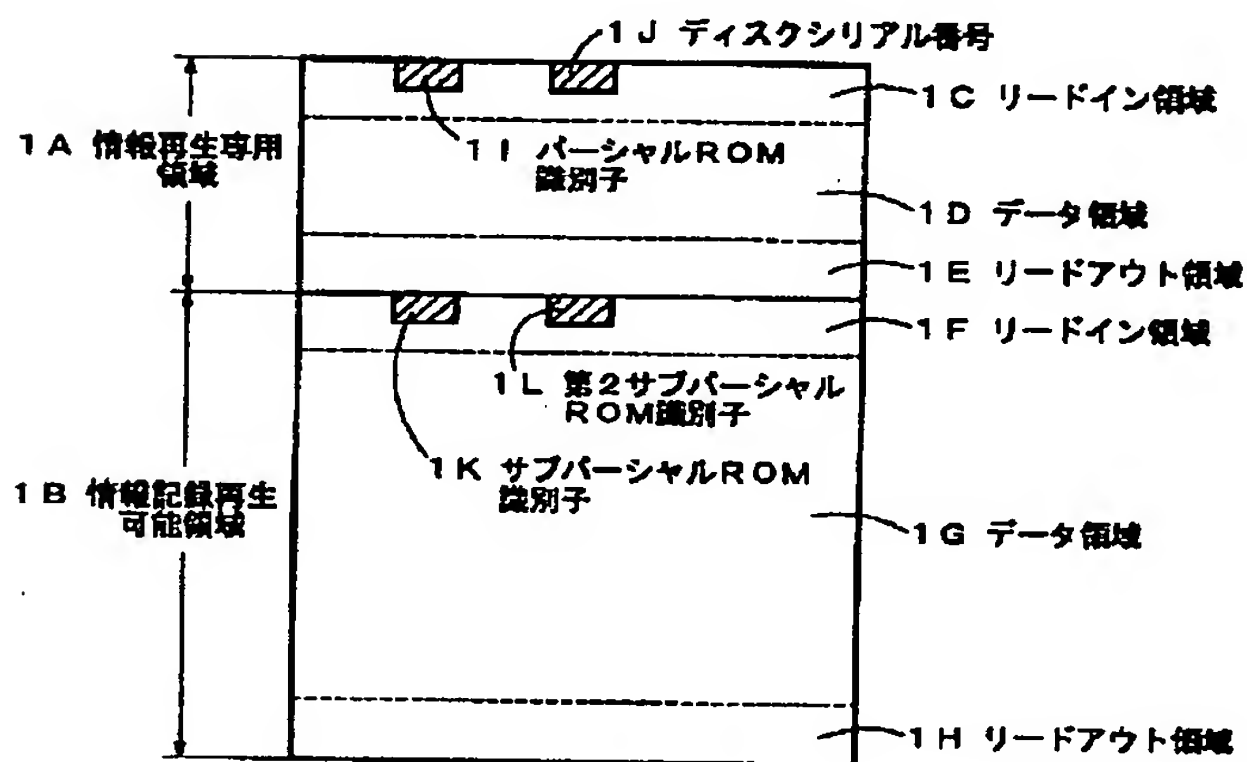 1J ディスクシリアル番号
1C リードイン領域
1A 情報再生専用
領域
1I パーシャルROM
識別子
1D データ領域
1E リードアウト領域
1F リードイン領域
1L 第2サブパーシャル
ROM識別子
1K サブパーシャルROM
識別子
1B 情報記録再生
可能領域
1G データ領域
1H リードアウト領域